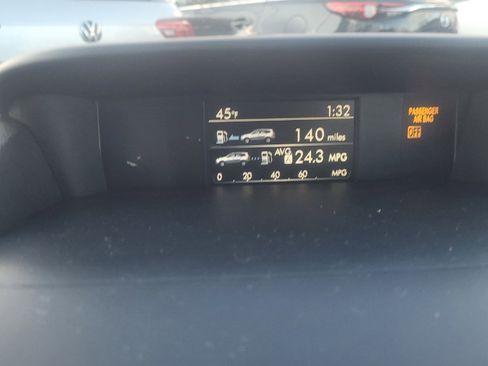 45°F 1:32
140 miles
AVG A 24.3 MPG
0 20 40 60 MPG
PASSENGER
AIR BAG
OFF